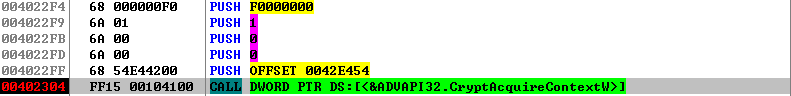 004022F4 68 000000F0 PUSH F0000000
004022F9 6A 01 PUSH 1
004022FB 6A 00 PUSH 0
004022FD 6A 00 PUSH 0
004022FF 68 54E44200 PUSH OFFSET 0042E454
00402304 FF15 00104100 CALL DWORD PTR DS:[<&ADVAPI32.CryptAcquireContextW>]